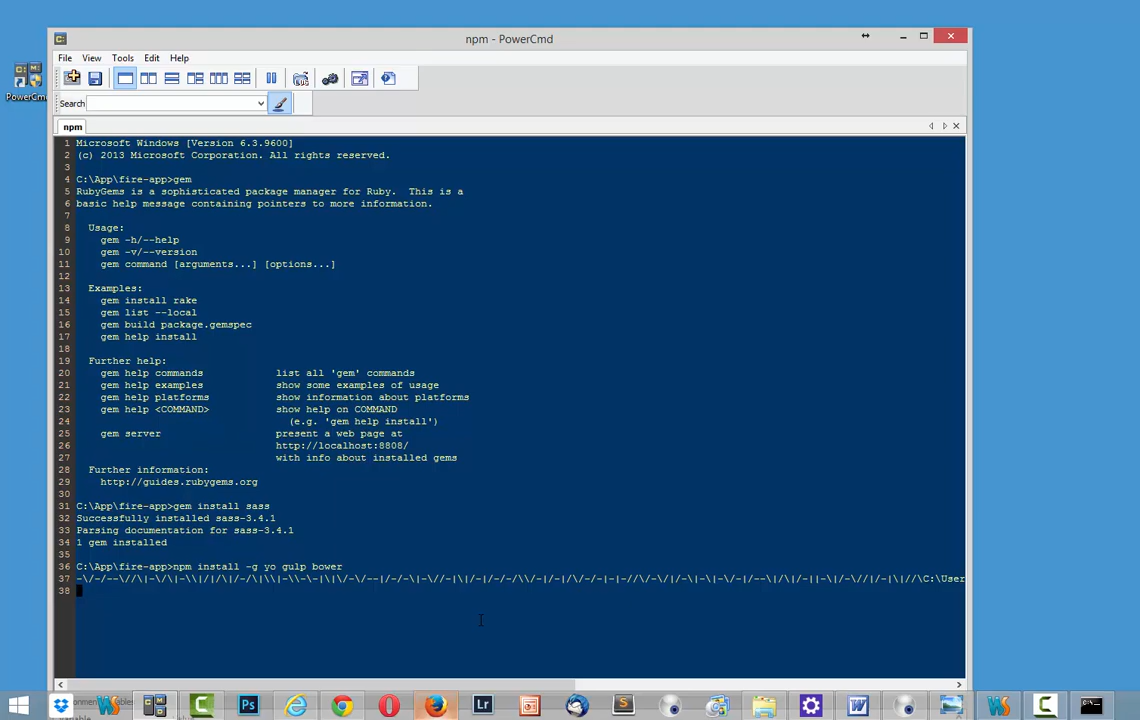 npm - PowerCmd
File View Tools Edit Help
PowerCmd
Search
npm
1 Microsoft Windows [Version 6.3.9600]
2 (c) 2013 Microsoft Corporation. All rights reserved.
3
4 C:\App\fire-app>gem
5 RubyGems is a sophisticated package manager for Ruby.  This is a
6 basic help message containing pointers to more information.
7
8 Usage:
9 gem -h/--help
10 gem -v/--version
11 gem command [arguments...] [options...]
12
13 Examples:
14 gem install rake
15 gem list --local
16 gem build package.gemspec
17 gem help install
18
19 Further help:
20 gem help commands list all 'gem' commands
21 gem help examples show some examples of usage
22 gem help platforms show information about platforms
23 gem help <COMMAND> show help on COMMAND
24 (e.g. 'gem help install')
25 gem server present a web page at
26 http://localhost:8808/
27 with info about installed gems
28 Further information:
29 http://guides.rubygems.org
30
31 C:\App\fire-app>gem install sass
32 Successfully installed sass-3.4.1
33 Parsing documentation for sass-3.4.1
34 1 gem installed
35
36 C:\App\fire-app>npm install -g yo gulp bower
37 C:\User
38
Ps
Lr
S
W